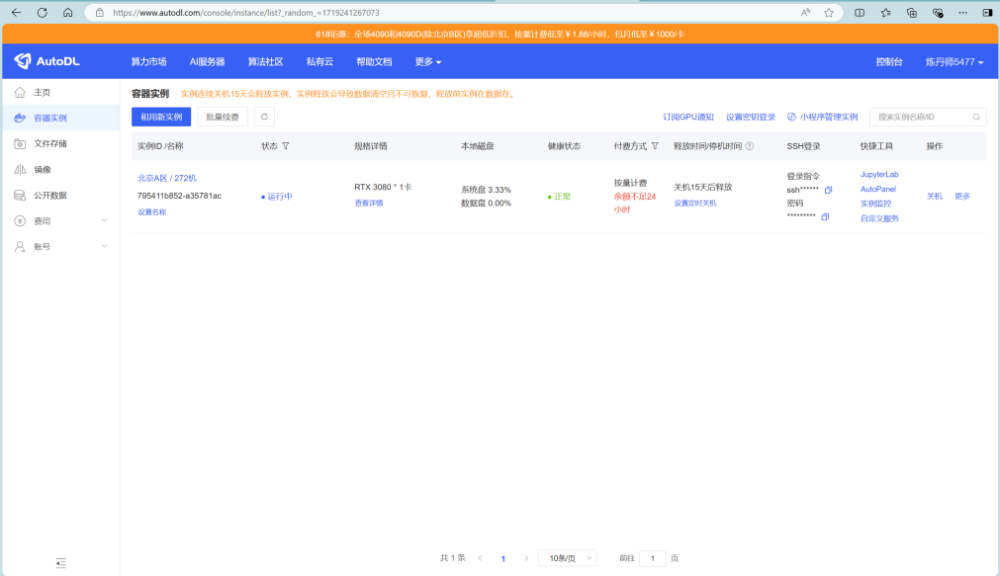 https://www.autodl.com/console/instance/list?_random_=1719241267073
618钜惠：全场4090和4090D(除北京B区)享超低折扣，按量计费低至￥1.88/小时，包月低至￥1000/卡
AutoDL 算力市场 AI服务器 算法社区 私有云 帮助文档 更多 控制台 炼丹师5477
主页
容器实例
文件存储
镜像
公开数据
费用
账号
容器实例 实例连续关机15天会释放实例，实例释放会导致数据清空且不可恢复，释放前实例在数据在。
租用新实例 批量续费 订阅GPU通知 设置密钥登录 小程序管理实例 搜索实例名称/ID
实例ID /名称 状态 规格详情 本地磁盘 健康状态 付费方式 释放时间/停机时间 SSH登录 快捷工具 操作
北京A区 / 272机
795411b852-a35781ac
设置名称
运行中
RTX 3080 * 1卡
查看详情
系统盘 3.33%
数据盘 0.00%
正常
按量计费
余额不足24
小时
关机15天后释放
设置定时关机
登录指令
ssh******
密码
*********
JupyterLab
AutoPanel
实例监控
自定义服务
关机 更多
共 1 条 1 10条/页 前往 1 页